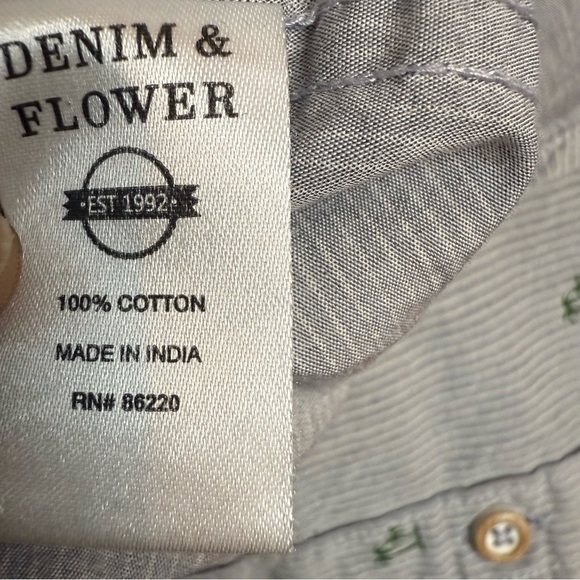 DENIM &
FLOWER
EST 1992
100% COTTON
MADE IN INDIA
RN# 86220